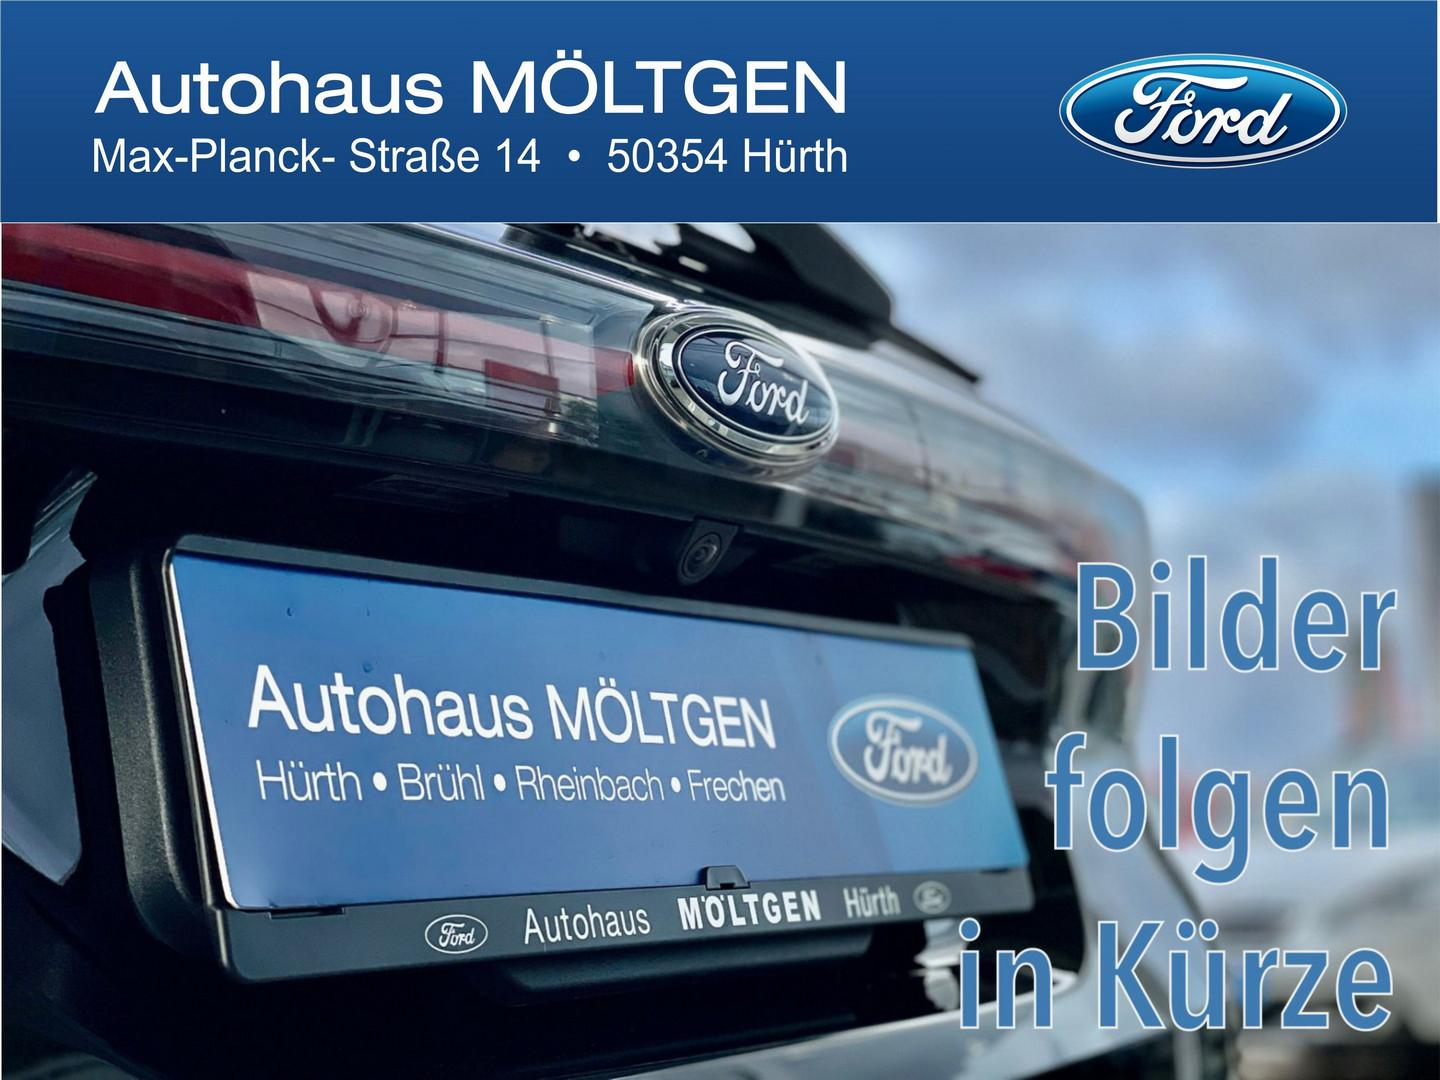 Autohaus MÖLTGEN
Max-Planck- Straße 14 • 50354 Hürth
Ford
Ford
Autohaus MÖLTGEN
Hürth • Brühl • Rheinbach • Frechen
Ford
Ford Autohaus MÖLTGEN Hürth Ford
Bilder
folgen
in Kürze